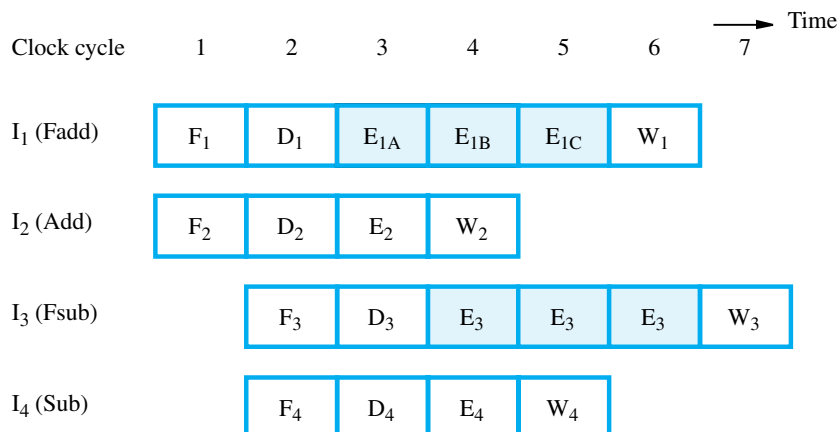 Time
Clock cycle 1 2 3 4 5 6 7
I1 (Fadd) F1 D1 E1A E1B E1C W1
I2 (Add) F2 D2 E2 W2
I3 (Fsub) F3 D3 E3 E3 E3 W3
I4 (Sub) F4 D4 E4 W4